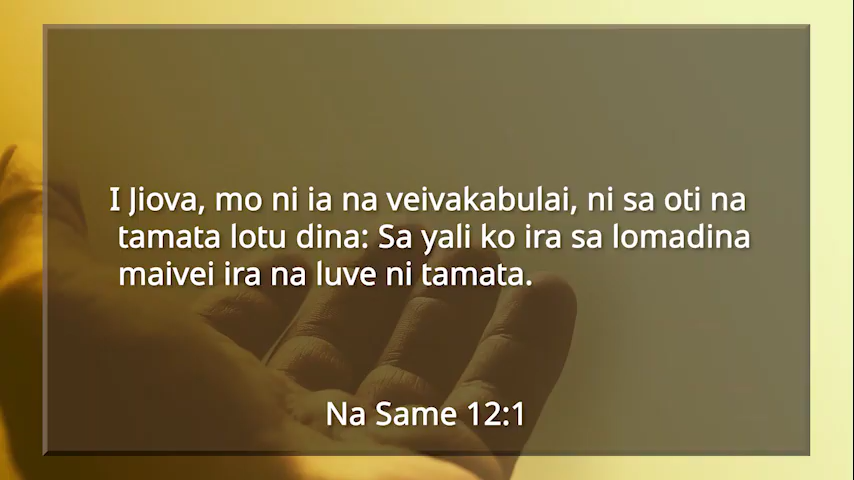 I Jiova, mo ni ia na veivakabulai, ni sa oti na
tamata lotu dina: Sa yali ko ira sa lomadina
maivei ira na luve ni tamata.
Na Same 12:1